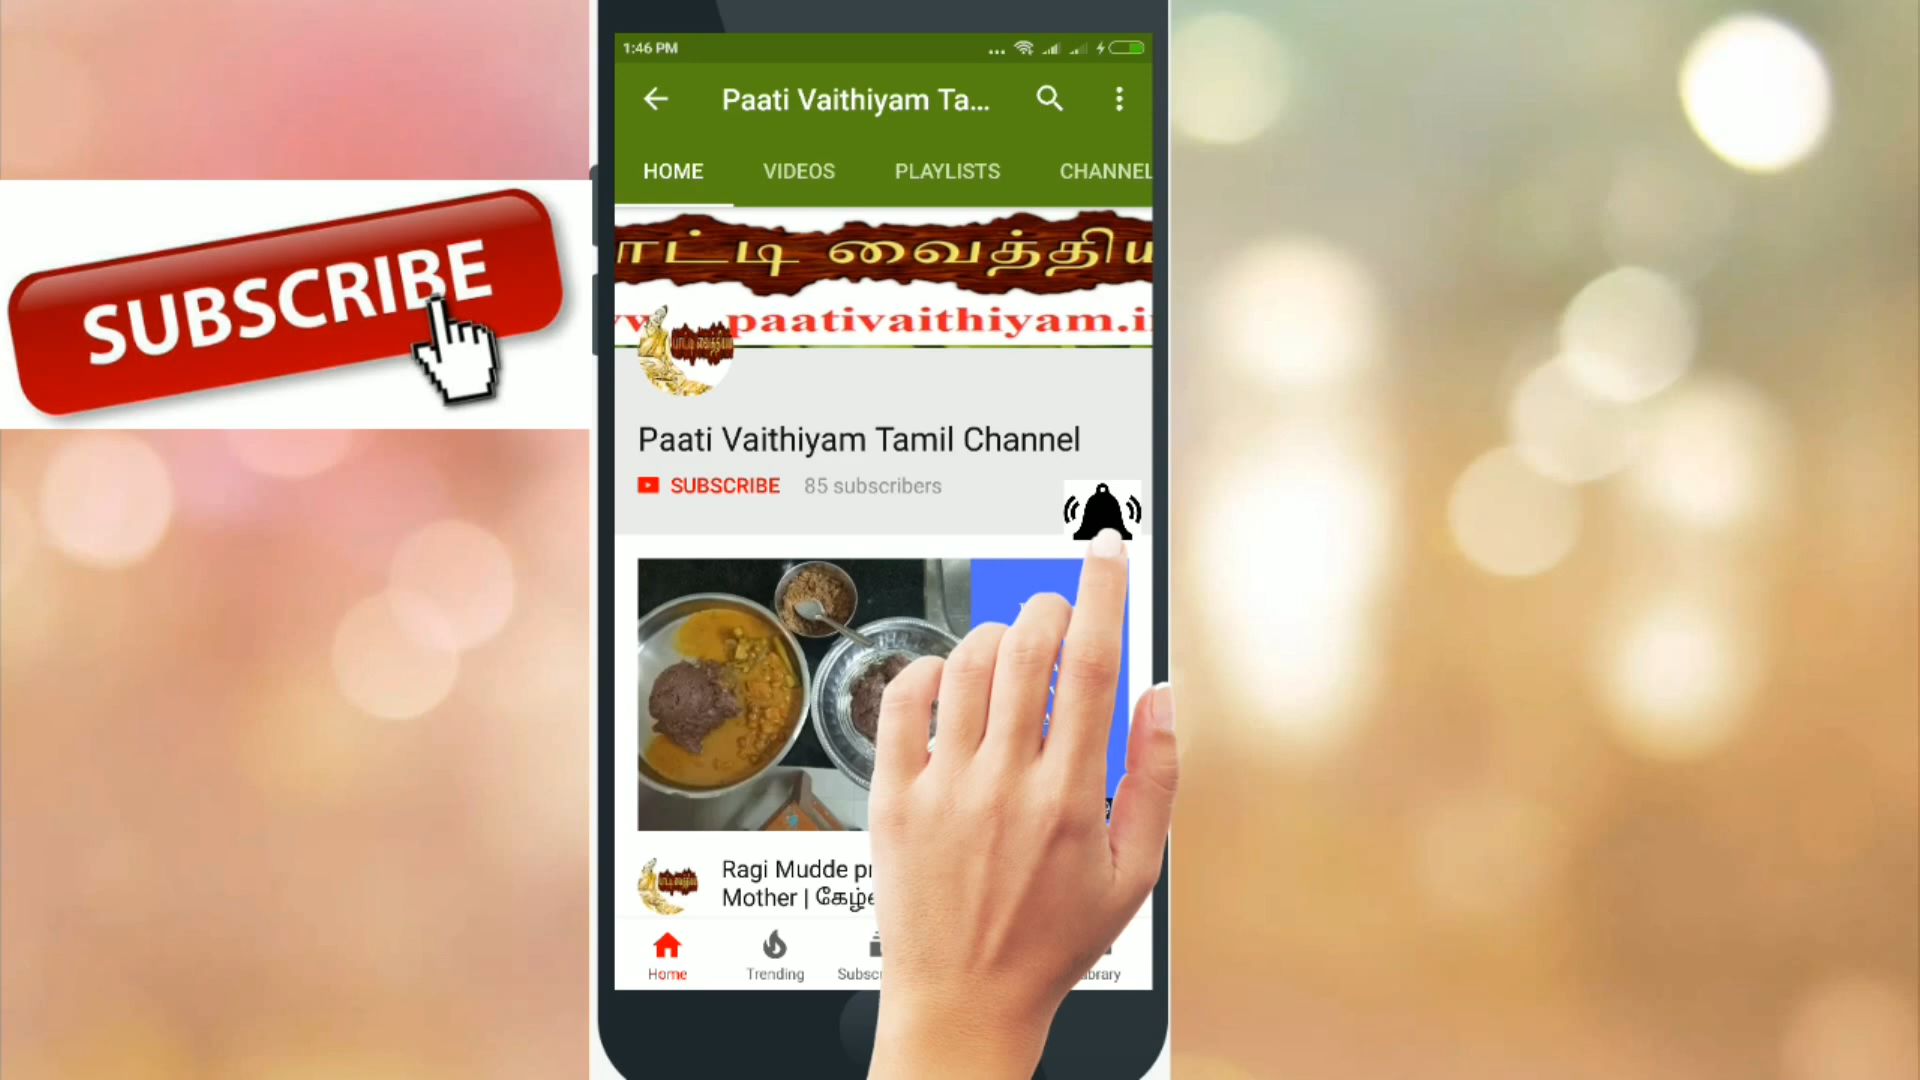 SUBSCRIBE
1:46 PM
Paati Vaithiyam Ta...
HOME VIDEOS PLAYLISTS CHANNEL
ாட்டி வைத்திய
paativaithiyam.i
பாட்டி வைத்திய
Paati Vaithiyam Tamil Channel
SUBSCRIBE 85 subscribers
Ragi Mudde
Mother |
Home Trending